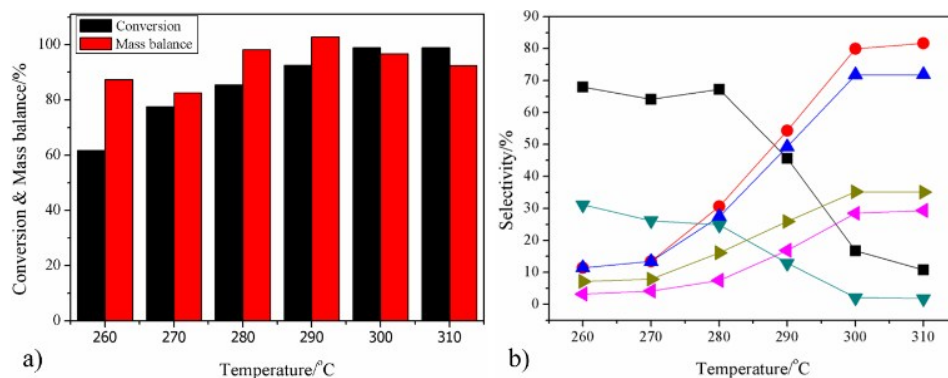 Conversion
Mass balance
Conversion & Mass balance/%
100
80
60
40
20
0
260 270 280 290 300 310
Temperature/°C
a)
Selectivity/%
90
80
70
60
50
40
30
20
10
0
260 270 280 290 300 310
Temperature/°C
b)